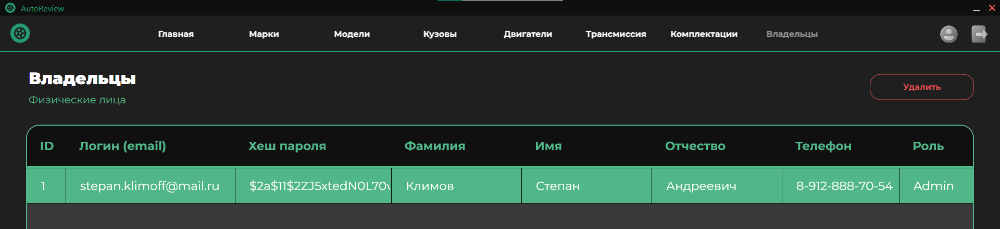 AutoReview
Главная Марки Модели Кузовы Двигатели Трансмиссия Комплектации Владельцы
Владельцы
Удалить
Физические лица
ID Логин (email) Хеш пароля Фамилия Имя Отчество Телефон Роль
1 stepan.klimoff@mail.ru $2a$11$2ZJ5xtedN0L70 Климов Степан Андреевич 8-912-888-70-54 Admin